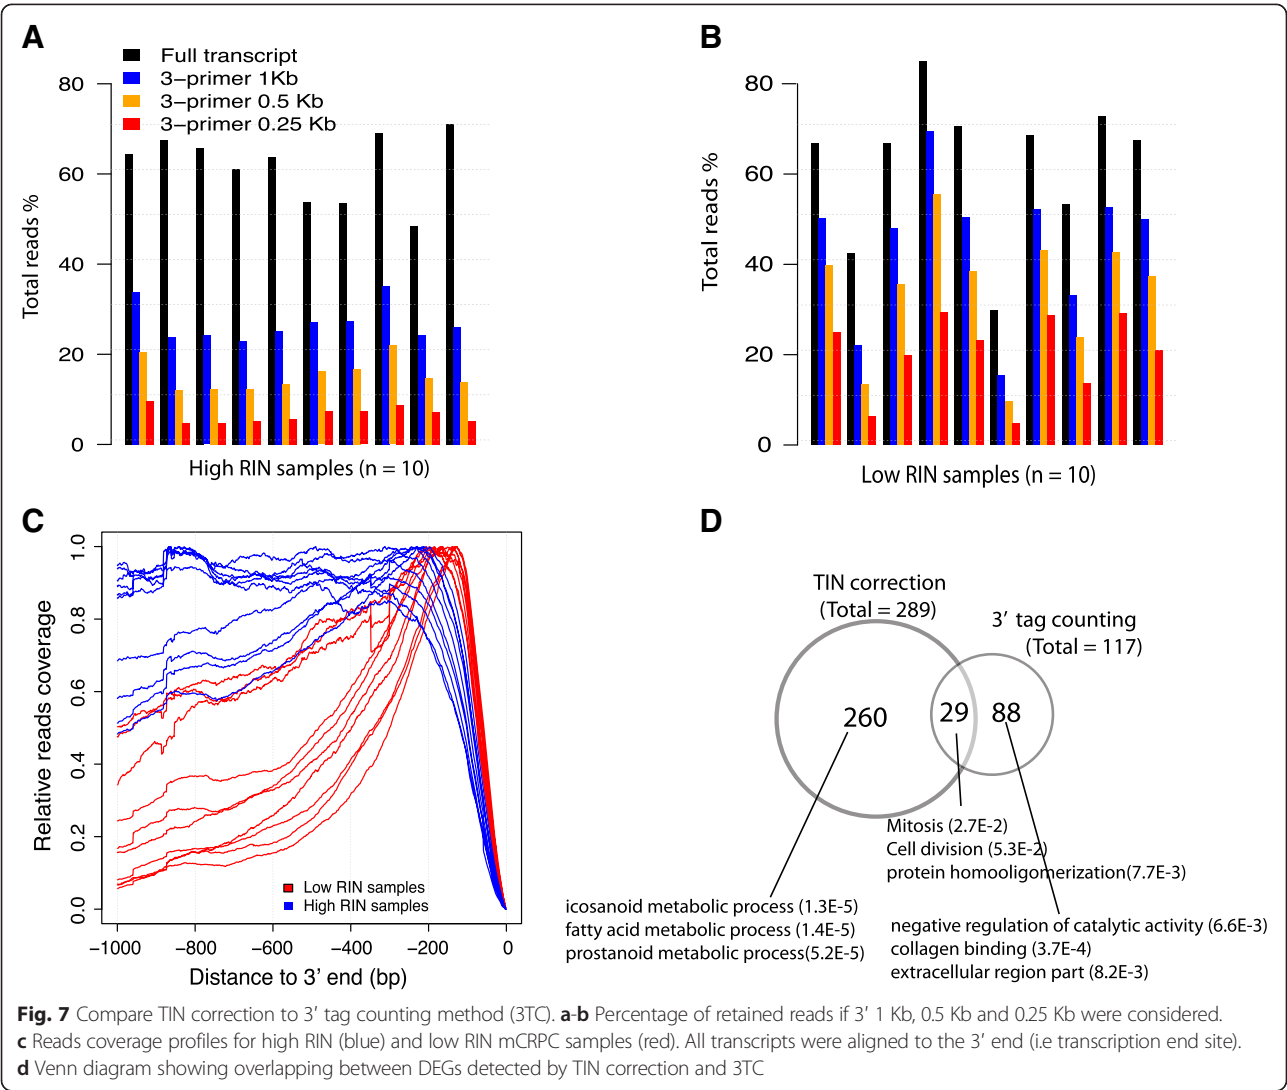 A
Full transcript
3-primer 1Kb
3-primer 0.5 Kb
3-primer 0.25 Kb
80
60
40
20
0
Total reads %
High RIN samples (n = 10)
B
80
60
40
20
0
Total reads %
Low RIN samples (n = 10)
C
1.0
0.8
0.6
0.4
0.2
0.0
Relative reads coverage
Low RIN samples
High RIN samples
−1000 −800 −600 −400 −200 0
Distance to 3’ end (bp)
D
TIN correction
(Total = 289)
3′ tag counting
(Total = 117)
260 29 88
Mitosis (2.7E-2)
Cell division (5.3E-2)
protein homooligomerization(7.7E-3)
icosanoid metabolic process (1.3E-5)
fatty acid metabolic process (1.4E-5)
prostanoid metabolic process(5.2E-5)
negative regulation of catalytic activity (6.6E-3)
collagen binding (3.7E-4)
extracellular region part (8.2E-3)
Fig. 7 Compare TIN correction to 3′ tag counting method (3TC). a-b Percentage of retained reads if 3′ 1 Kb, 0.5 Kb and 0.25 Kb were considered.
c Reads coverage profiles for high RIN (blue) and low RIN mCRPC samples (red). All transcripts were aligned to the 3′ end (i.e transcription end site).
d Venn diagram showing overlapping between DEGs detected by TIN correction and 3TC